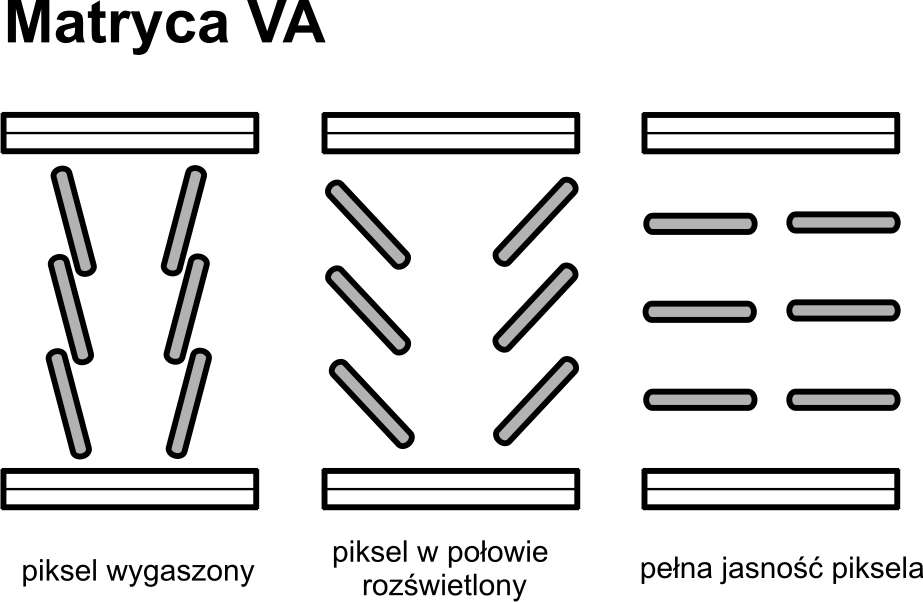 Matryca VA
piksel wygaszony
piksel w połowie
rozświetlony
pełna jasność piksela